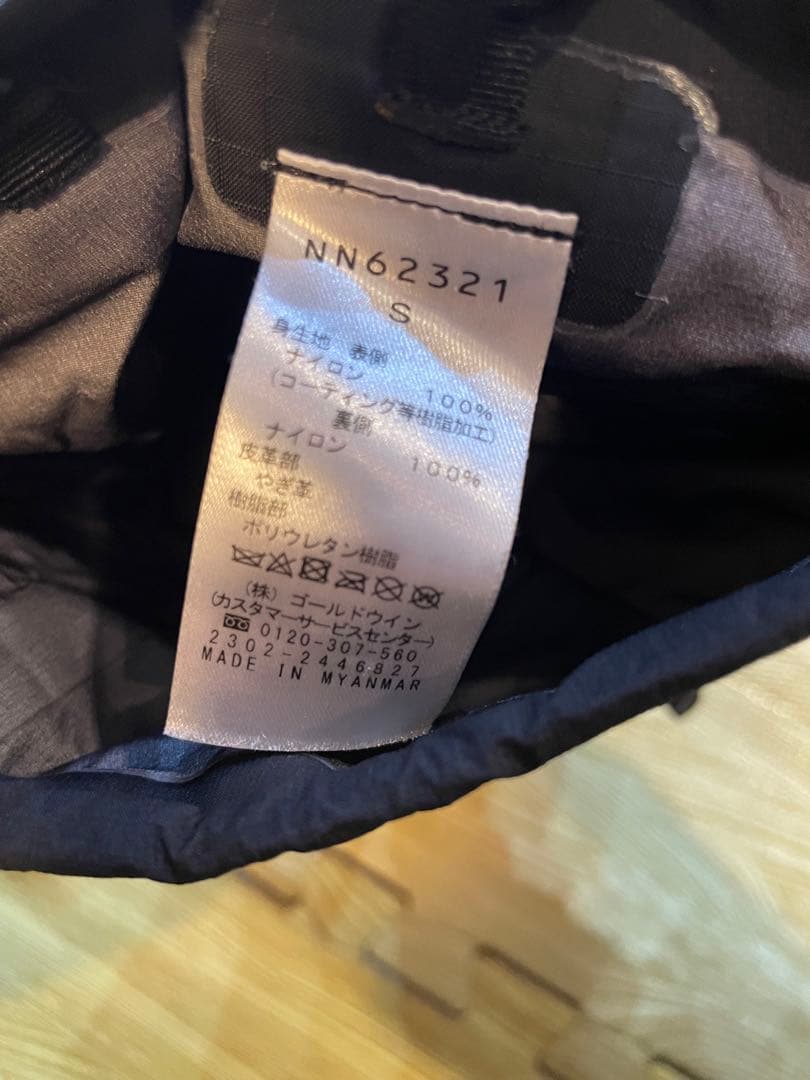 NN62321
S
身生地 表側
ナイロン 100%
(コーティング等樹脂加工)
裏側
ナイロン 100%
皮革部
やぎ革
樹脂部
ポリウレタン樹脂
(株) ゴールドウイン
(カスタマーサービスセンター)
0120-307-560
2302-2446827
MADE IN MYANMAR